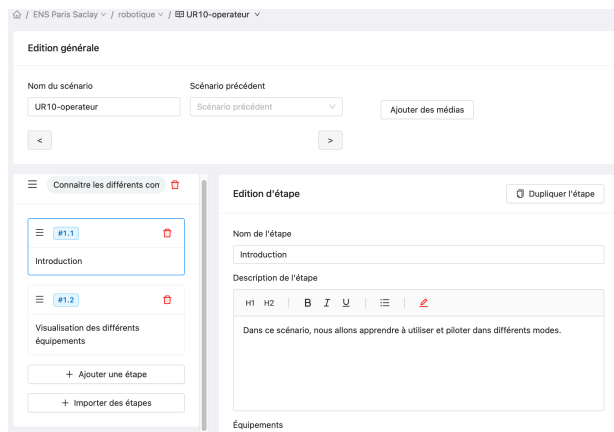 / ENS Paris Saclay / robotique / UR10-operateur
Edition générale
Nom du scénario
Scénario précédent
UR10-operateur
Scénario précédent
Ajouter des médias
<
>
Connaitre les différents com
#1.1
Introduction
#1.2
Visualisation des différents
équipements
+ Ajouter une étape
+ Importer des étapes
Edition d'étape
Dupliquer l'étape
Nom de l'étape
Introduction
Description de l'étape
H1 H2 B I U
Dans ce scénario, nous allons apprendre à utiliser et piloter dans différents modes.
Équipements